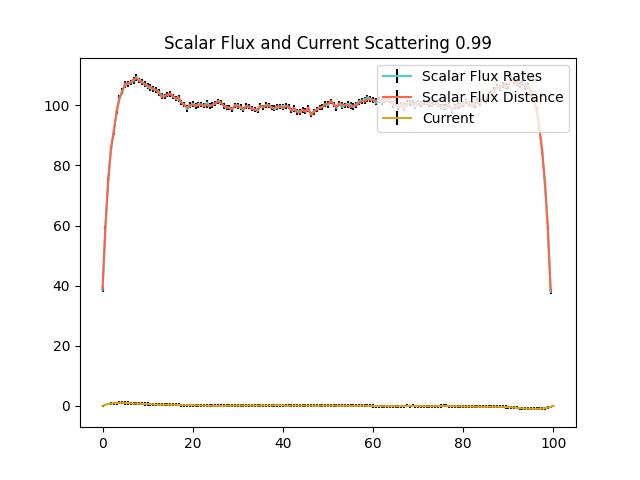 Scalar Flux and Current Scattering 0.99
Scalar Flux Rates
Scalar Flux Distance
Current
100
80
60
40
20
0
0 20 40 60 80 100